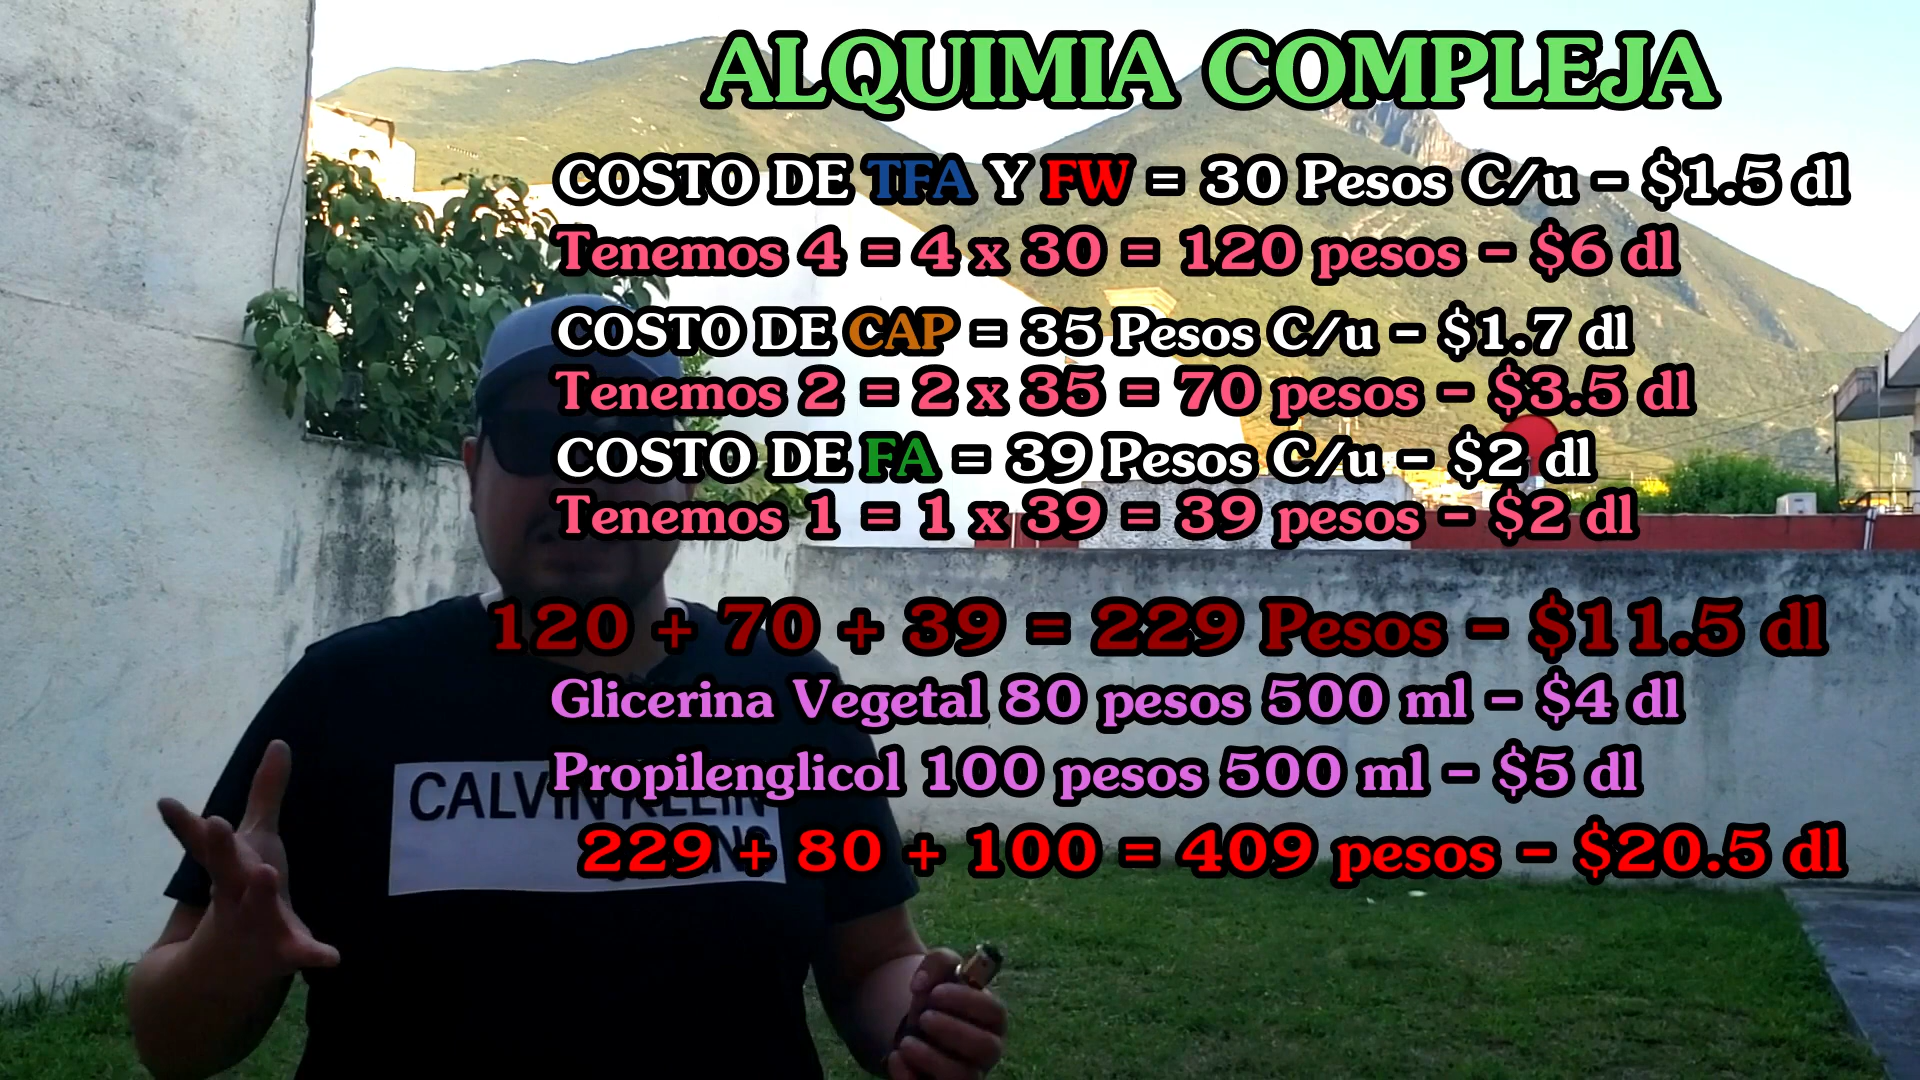 ALQUIMIA COMPLEJA
COSTO DE TFA Y FW = 30 Pesos C/u - $1.5 dl
Tenemos 4 = 4 x 30 = 120 pesos - $6 dl
COSTO DE CAP = 35 Pesos C/u - $1.7 dl
Tenemos 2 = 2 x 35 = 70 pesos - $3.5 dl
COSTO DE FA = 39 Pesos C/u - $2 dl
Tenemos 1 = 1 x 39 = 39 pesos - $2 dl
120 + 70 + 39 = 229 Pesos - $11.5 dl
Glicerina Vegetal 80 pesos 500 ml - $4 dl
Propilenglicol 100 pesos 500 ml - $5 dl
CALVIN KLEIN
229 + 80 + 100 = 409 pesos - $20.5 dl